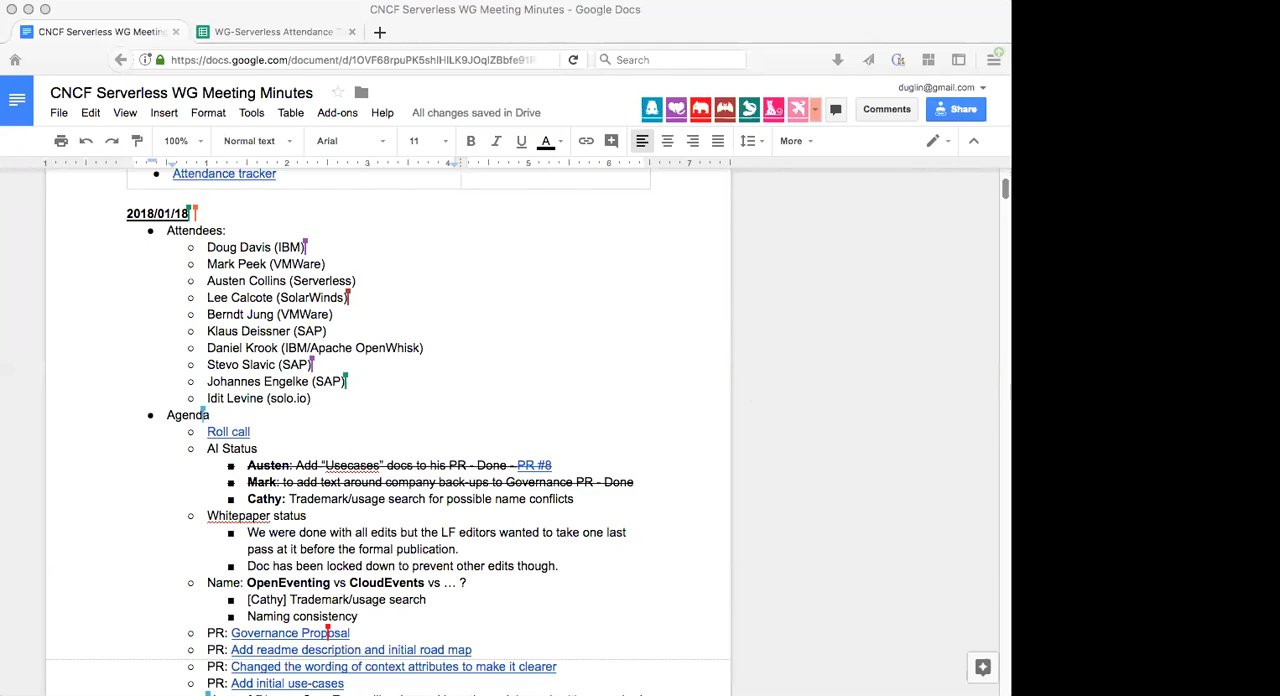 CNCF Serverless WG Meeting Minutes - Google Docs
CNCF Serverless WG Meeting
WG-Serverless Attendance
Search
CNCF Serverless WG Meeting Minutes
duglin@gmail.com
File Edit View Insert Format Tools Table Add-ons Help All changes saved in Drive
Comments
Share
100% Normal text Arial 11 B I U A More
1 1 2 3 4 5 6 7
Attendance tracker
2018/01/18
Attendees:
Doug Davis (IBM)
Mark Peek (VMWare)
Austen Collins (Serverless)
Lee Calcote (SolarWinds)
Berndt Jung (VMWare)
Klaus Deissner (SAP)
Daniel Krook (IBM/Apache OpenWhisk)
Stevo Slavic (SAP)
Johannes Engelke (SAP)
Idit Levine (solo.io)
Agenda
Roll call
AI Status
Austen: Add "Usecases" docs to his PR - Done - PR #8
Mark: to add text around company back-ups to Governance PR - Done
Cathy: Trademark/usage search for possible name conflicts
Whitepaper status
We were done with all edits but the LF editors wanted to take one last
pass at it before the formal publication.
Doc has been locked down to prevent other edits though.
Name: OpenEventing vs CloudEvents vs ... ?
[Cathy] Trademark/usage search
Naming consistency
PR: Governance Proposal
PR: Add readme description and initial road map
PR: Changed the wording of context attributes to make it clearer
PR: Add initial use-cases